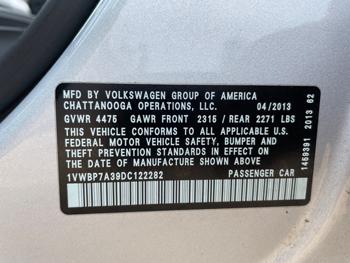 MFD BY VOLKSWAGEN GROUP OF AMERICA
CHATTANOOGA OPERATIONS, LLC. 04/2013
GVWR 4475 GAWR FRONT 2315 / REAR 2271 LBS
THIS VEHICLE CONFORMS TO ALL APPLICABLE U.S.
FEDERAL MOTOR VEHICLE SAFETY, BUMPER AND
THEFT PREVENTION STANDARDS IN EFFECT ON THE
DATE OF MANUFACTURE SHOWN ABOVE.
1VWBP7A39DC122282 PASSENGER CAR
1459391 2013 62